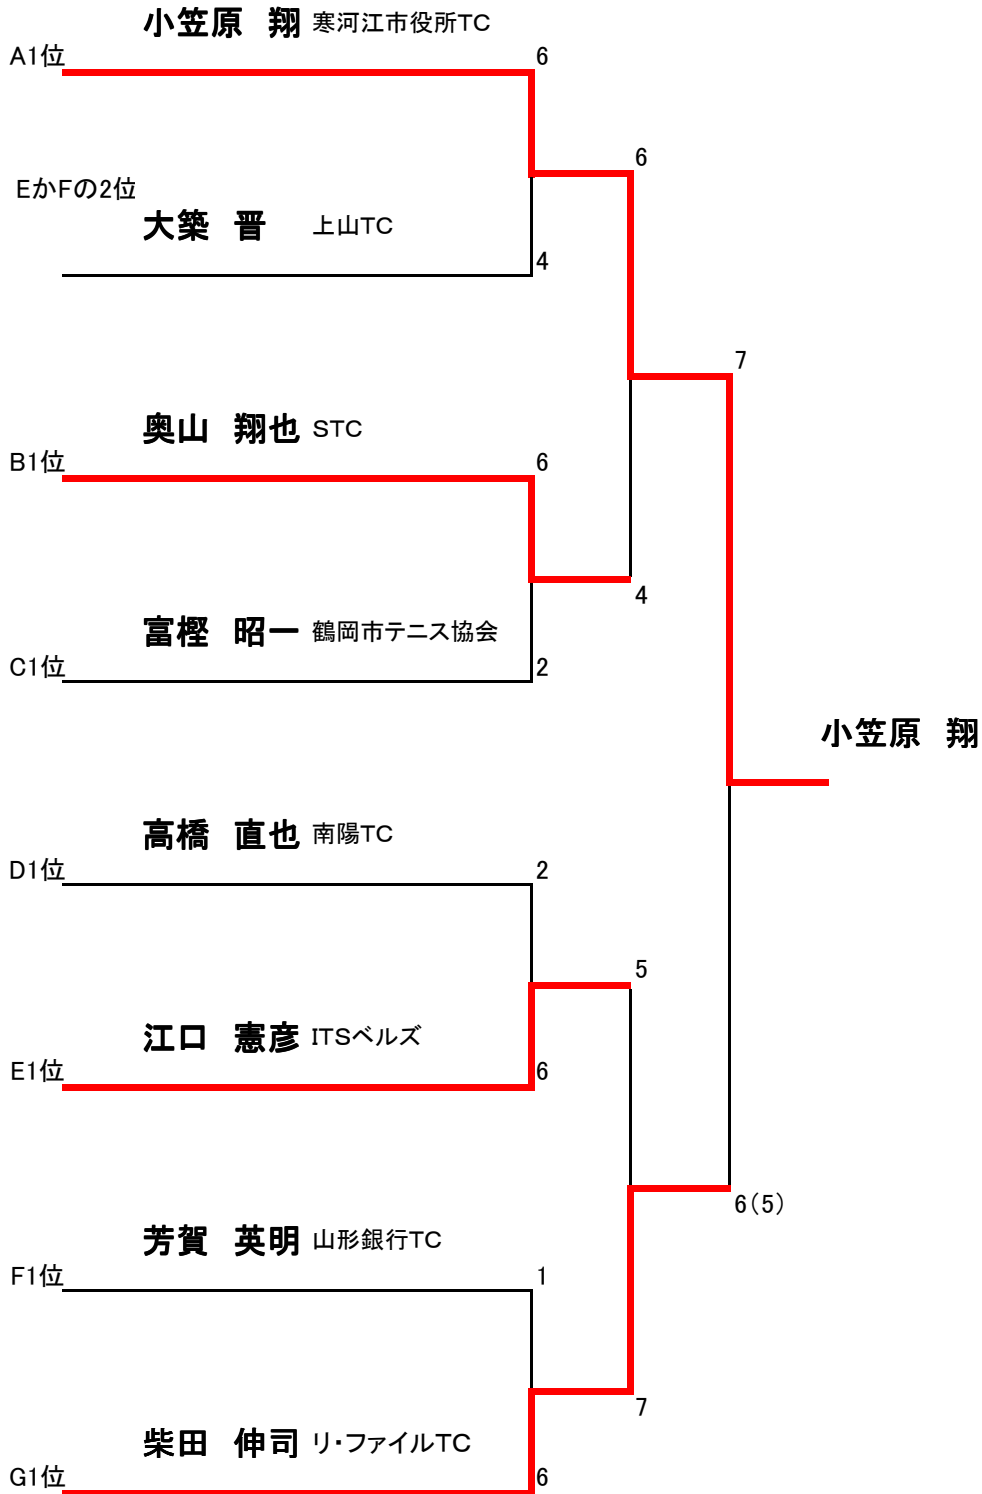 小笠原 翔 寒河江市役所TC
A1位
6
6
EかFの2位
大築 晋 上山TC
4
7
奥山 翔也 STC
B1位
6
4
富樫 昭一 鶴岡市テニス協会
C1位
2
小笠原 翔
高橋 直也 南陽TC
D1位
2
5
江口 憲彦 ITSベルズ
E1位
6
6(5)
芳賀 英明 山形銀行TC
F1位
1
7
柴田 伸司 リ・ファイルTC
G1位
6